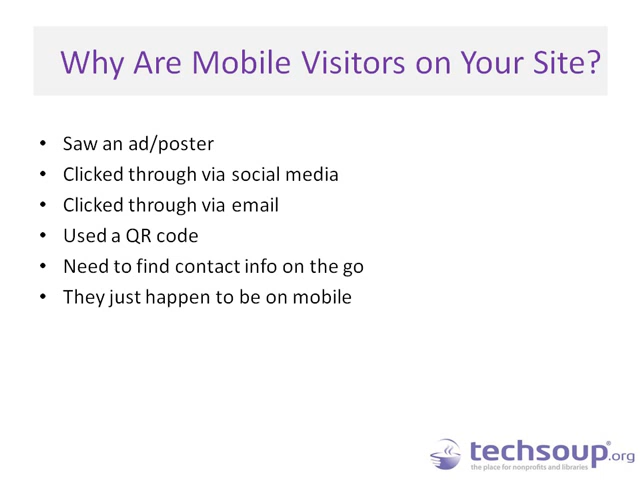 Why Are Mobile Visitors on Your Site?
• Saw an ad/poster
• Clicked through via social media
• Clicked through via email
• Used a QR code
• Need to find contact info on the go
• They just happen to be on mobile
techsoup®.org
the place for nonprofits and libraries